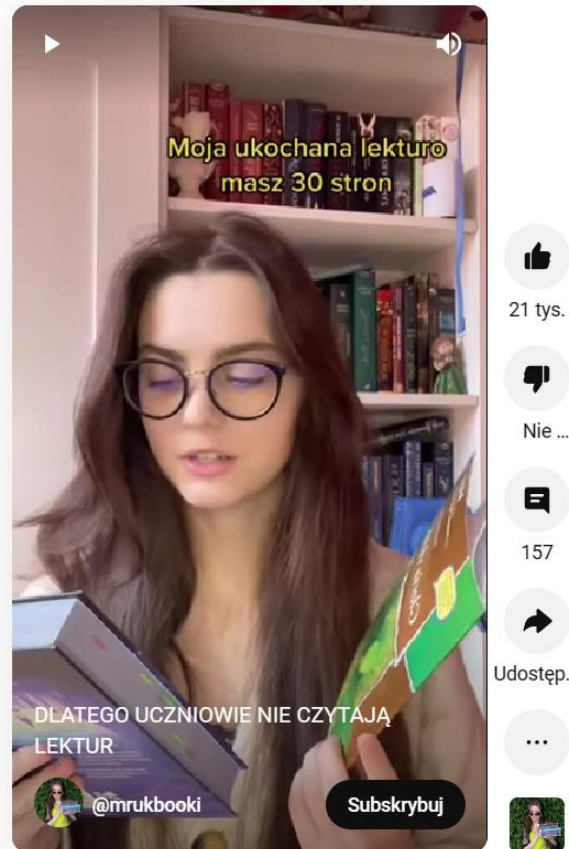 Moja ukochana lekturo
masz 30 stron
21 tys.
Nie ...
157
Udostęp.
DLATEGO UCZNIOWIE NIE CZYTAJĄ
LEKTUR
@mrukbooki
Subskrybuj